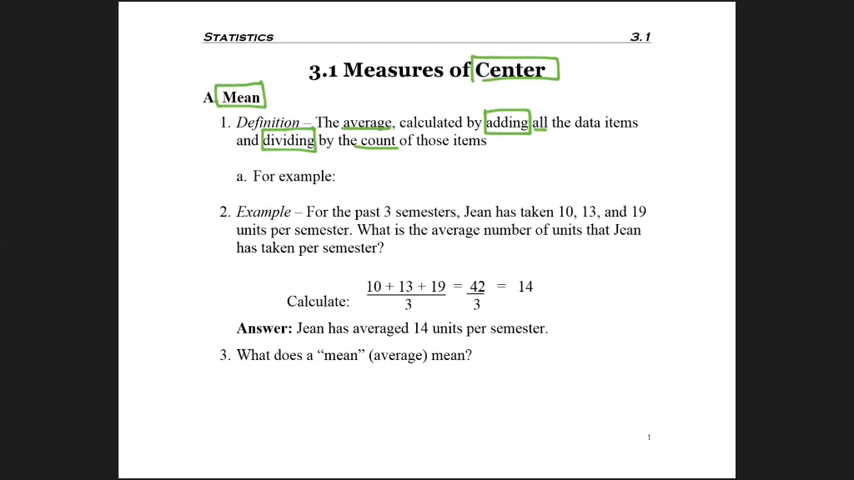 STATISTICS 3.1
3.1 Measures of Center
A. Mean
1. Definition – The average, calculated by adding all the data items
and dividing by the count of those items
a. For example:
2. Example – For the past 3 semesters, Jean has taken 10, 13, and 19
units per semester. What is the average number of units that Jean
has taken per semester?
Calculate: 10 + 13 + 19 / 3 = 42 / 3 = 14
Answer: Jean has averaged 14 units per semester.
3. What does a “mean” (average) mean?
1